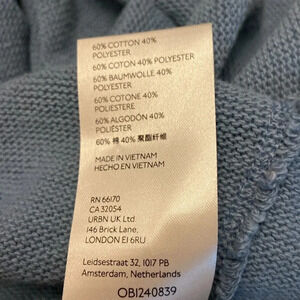 60% COTTON 40%
POLYESTER
60% COTON 40% POLYESTER
60% BAUMWOLLE 40%
POLYESTER
60% COTONE 40%
POLIESTERE
60% ALGODÓN 40%
POLIÉSTER
60% 棉 40% 聚酯纤维
MADE IN VIETNAM
HECHO EN VIETNAM
RN 66170
CA 32054
URBN UK Ltd.
146 Brick Lane,
LONDON E1 6RU
Leidsestraat 32, 1017 PB
Amsterdam, Netherlands
OB1240839